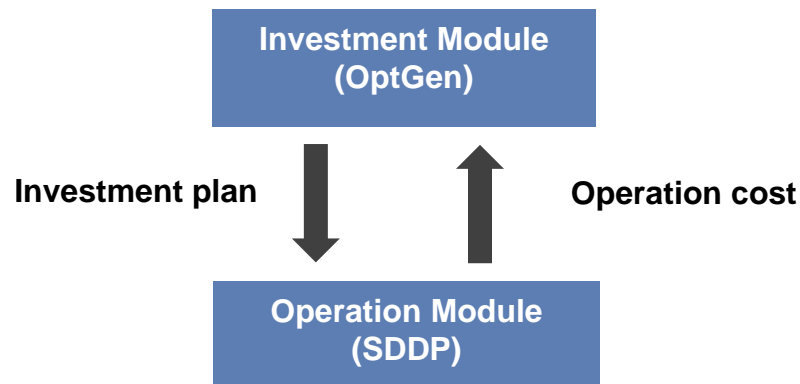 Investment Module
(OptGen)
Investment plan
Operation cost
Operation Module
(SDDP)